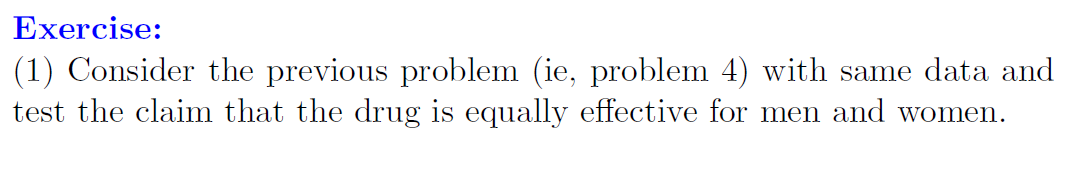 Exercise:
(1) Consider the previous problem (ie, problem 4) with same data and
test the claim that the drug is equally effective for men and women.